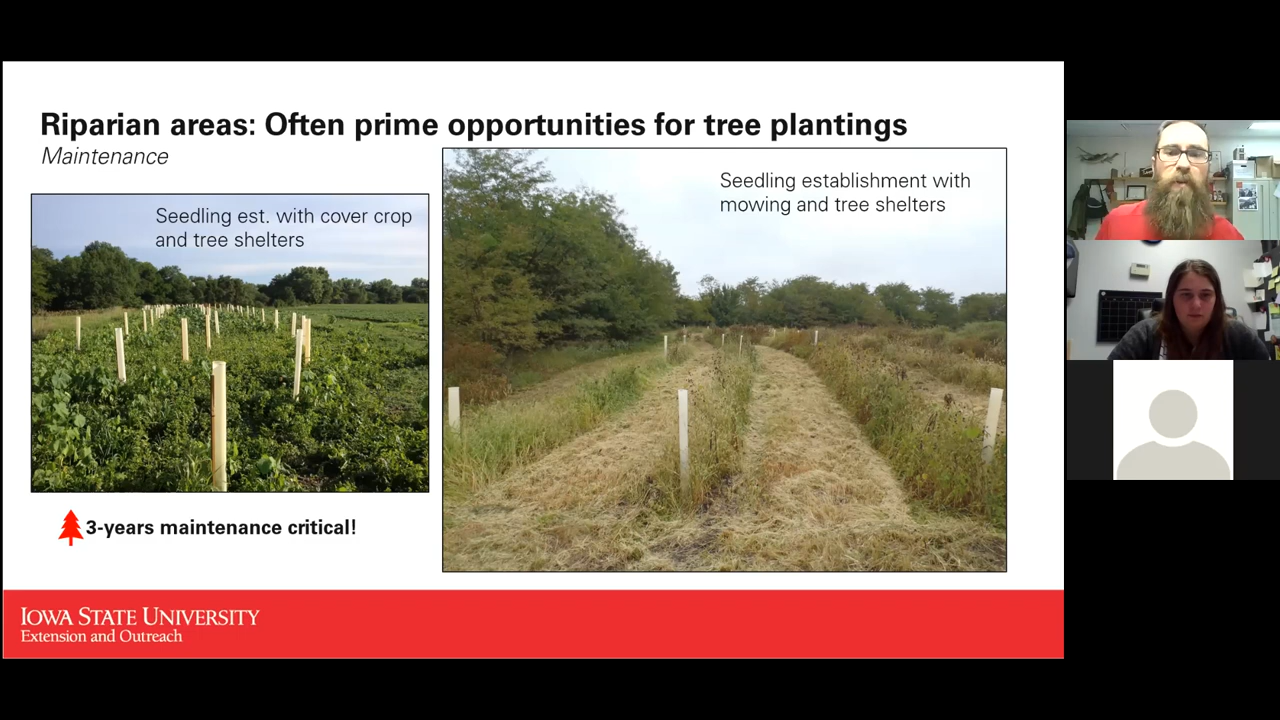 Riparian areas: Often prime opportunities for tree plantings
Maintenance
Seedling est. with cover crop
and tree shelters
Seedling establishment with
mowing and tree shelters
3-years maintenance critical!
IOWA STATE UNIVERSITY
Extension and Outreach